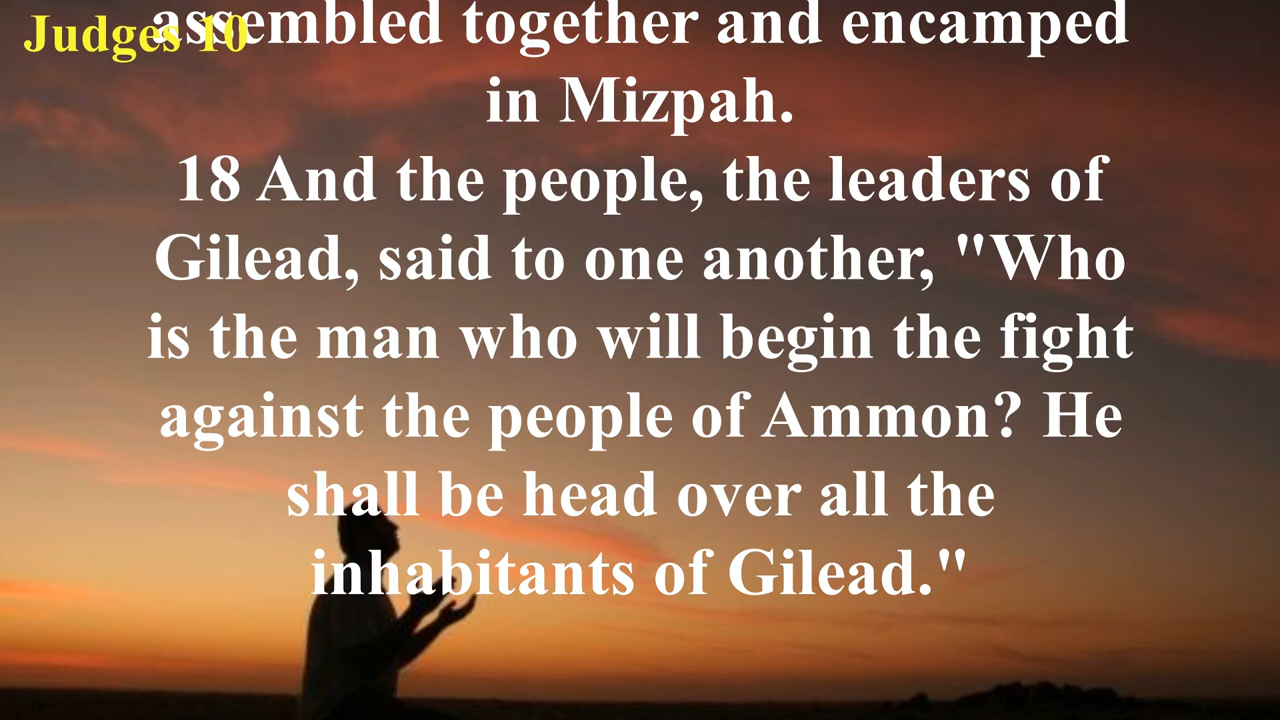 Judges 10
assembled together and encamped
in Mizpah.
18 And the people, the leaders of
Gilead, said to one another, "Who
is the man who will begin the fight
against the people of Ammon? He
shall be head over all the
inhabitants of Gilead."